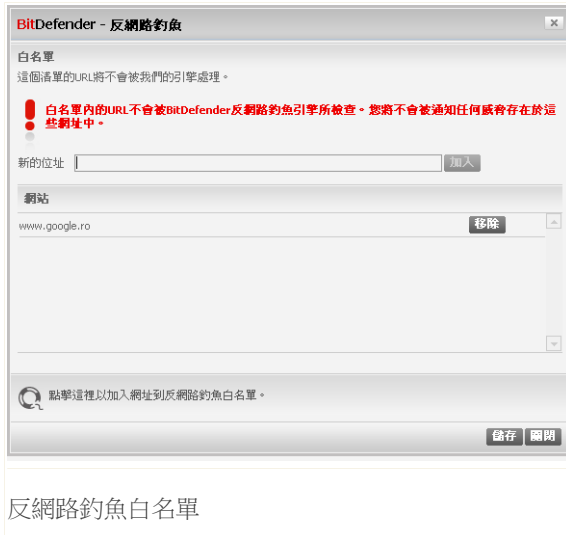 BitDefender - 反網路釣魚
白名單
這個清單的URL將不會被我們的引擎處理。
白名單內的URL不會被BitDefender反網路釣魚引擎所檢查。您將不會被通知任何威脅存在於這
些網址中。
新的位址 加入
網站
www.google.ro 移除
點擊這裡以加入網址到反網路釣魚白名單。
儲存 關閉
反網路釣魚白名單